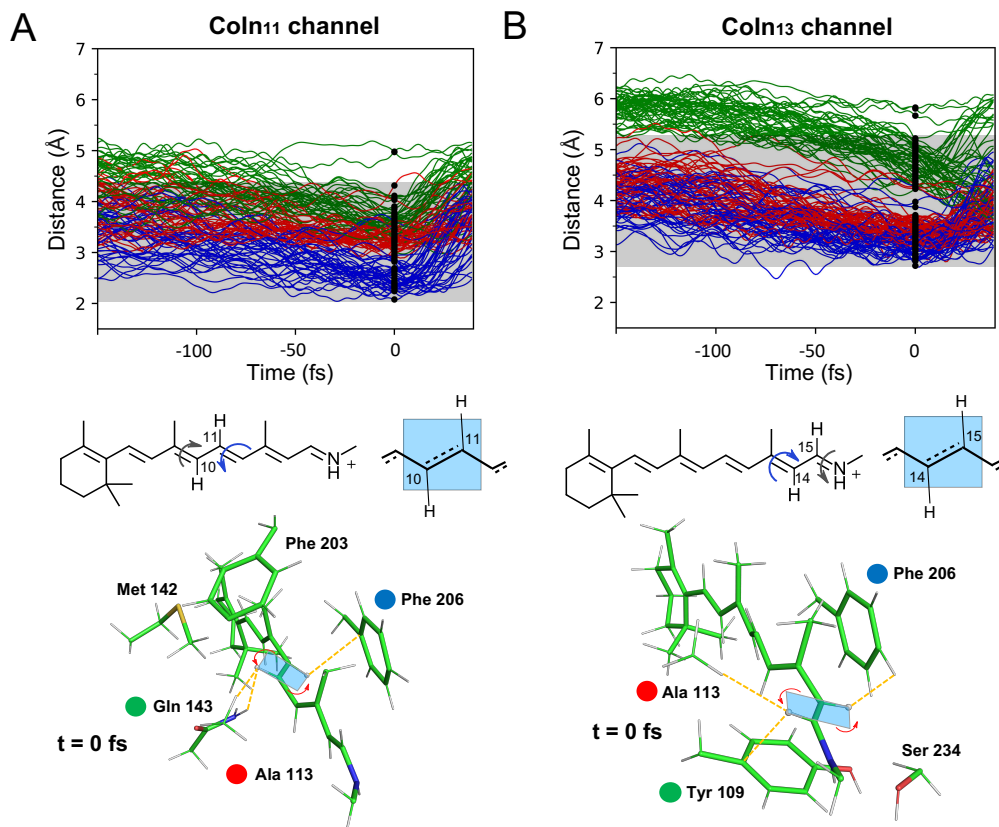 A
CoIn11 channel
7
6
5
4
3
2
Distance (Å)
-100
-50
0
Time (fs)
H
11
10
H
N
H
+
H
11
10
H
Phe 203
Met 142
Phe 206
Gln 143
t = 0 fs
Ala 113
B
CoIn13 channel
7
6
5
4
3
2
Distance (Å)
-100
-50
0
Time (fs)
H
15
14
H
N
H
+
H
15
14
H
Phe 206
Ala 113
t = 0 fs
Ser 234
Tyr 109